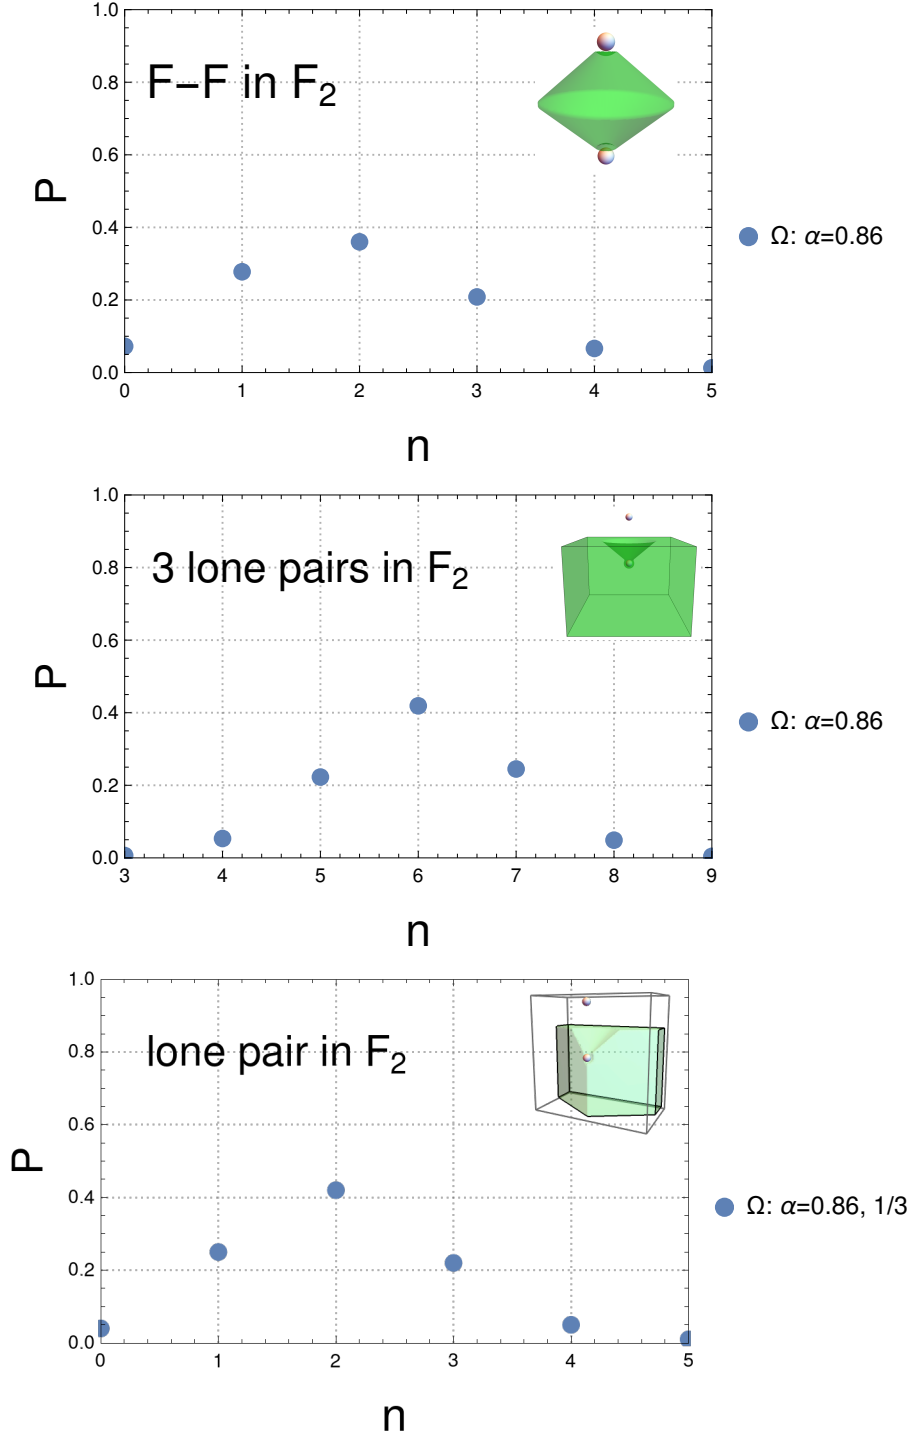 1.0
F–F in F₂
0.8
0.6
P
0.4
Ω: α=0.86
0.2
0.0
0 1 2 3 4 5
n
1.0
3 lone pairs in F₂
0.8
0.6
P
0.4
Ω: α=0.86
0.2
0.0
3 4 5 6 7 8 9
n
1.0
lone pair in F₂
0.8
0.6
P
0.4
Ω: α=0.86, 1/3
0.2
0.0
0 1 2 3 4 5
n